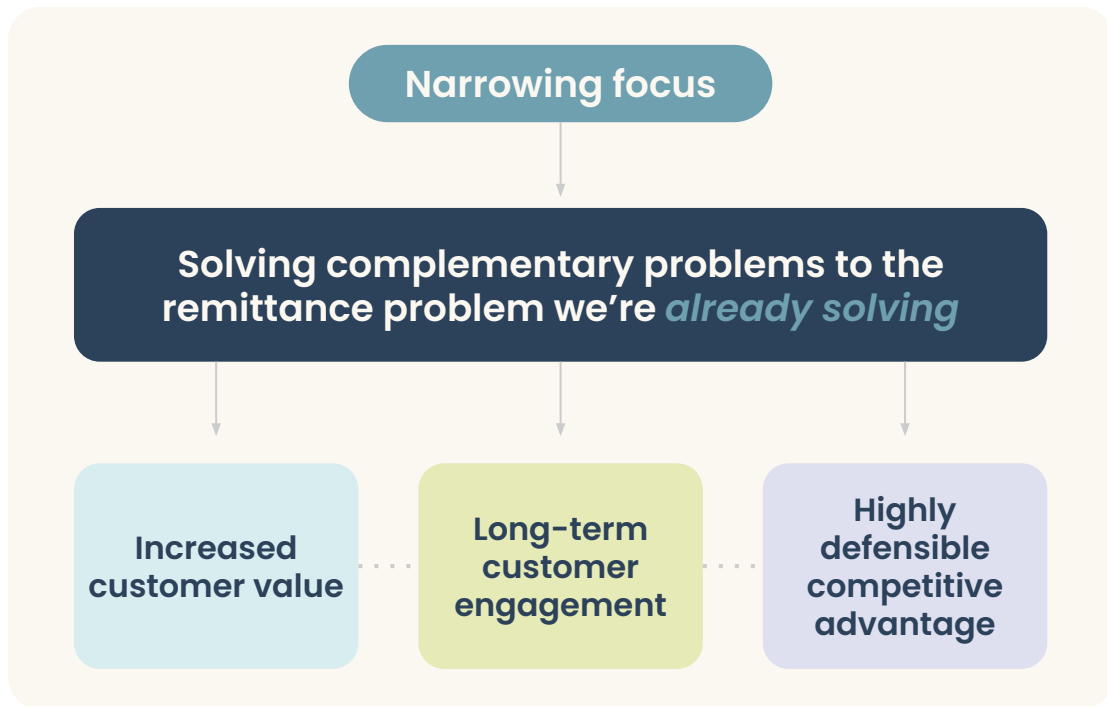 Narrowing focus
Solving complementary problems to the
remittance problem we’re already solving
Increased
customer value
Long-term
customer
engagement
Highly
defensible
competitive
advantage